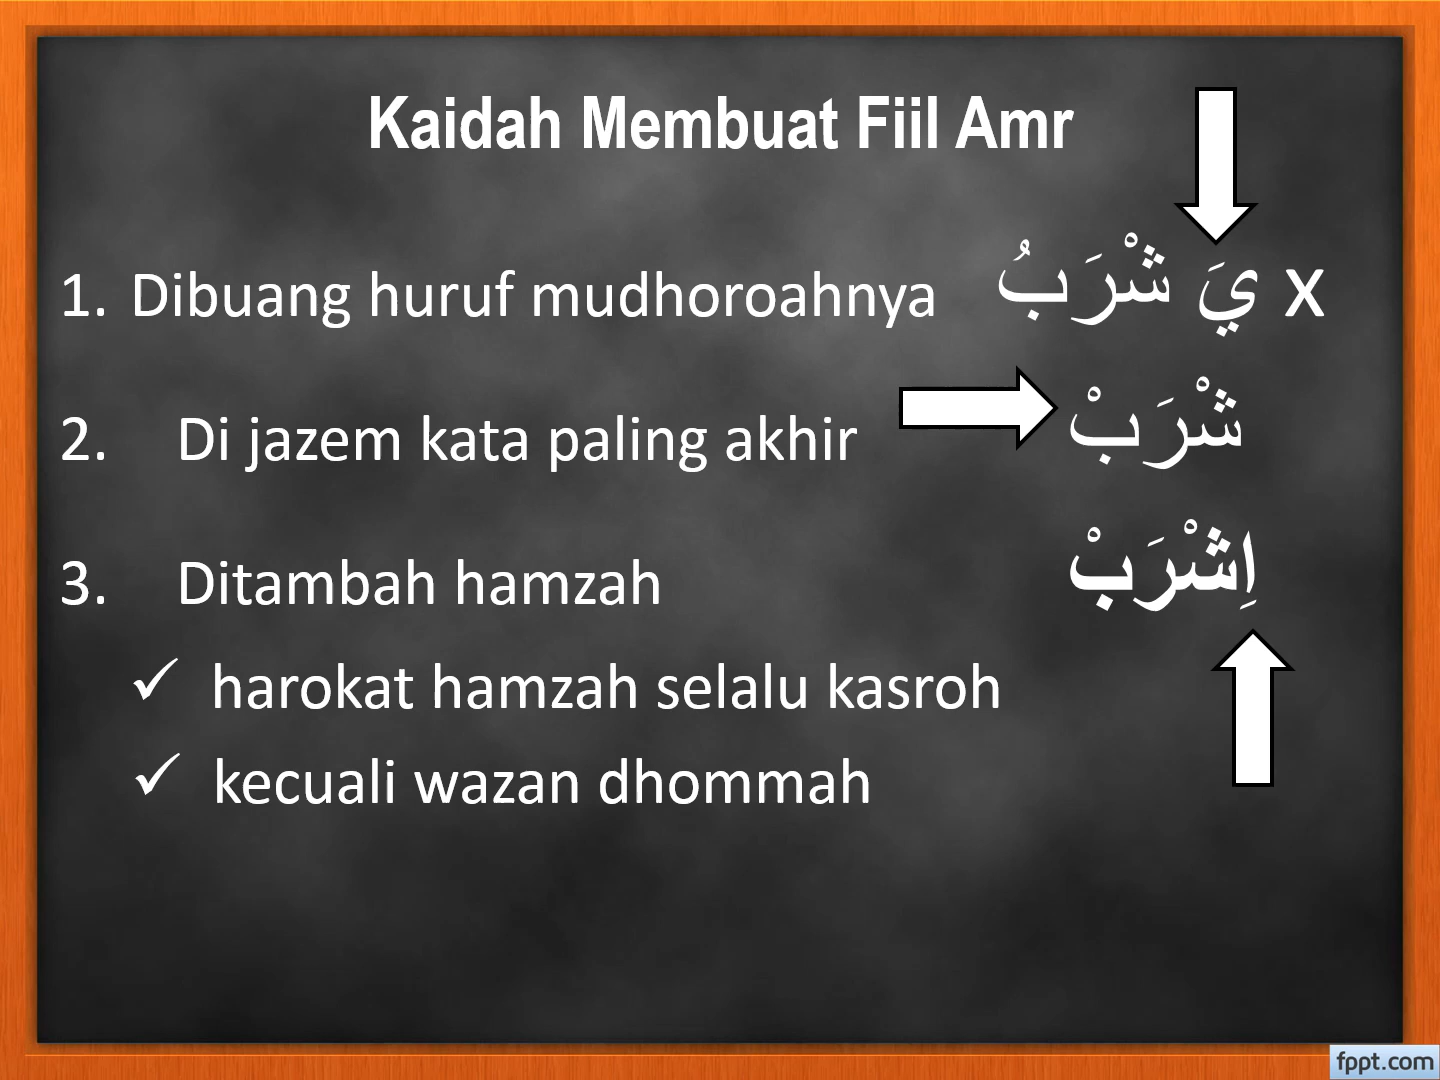 Kaidah Membuat Fiil Amr
1. Dibuang huruf mudhoroahnya x يَ شْرَبُ
2. Di jazem kata paling akhir شْرَبْ
3. Ditambah hamzah اِشْرَبْ
✓ harokat hamzah selalu kasroh
✓ kecuali wazan dhommah
fppt.com